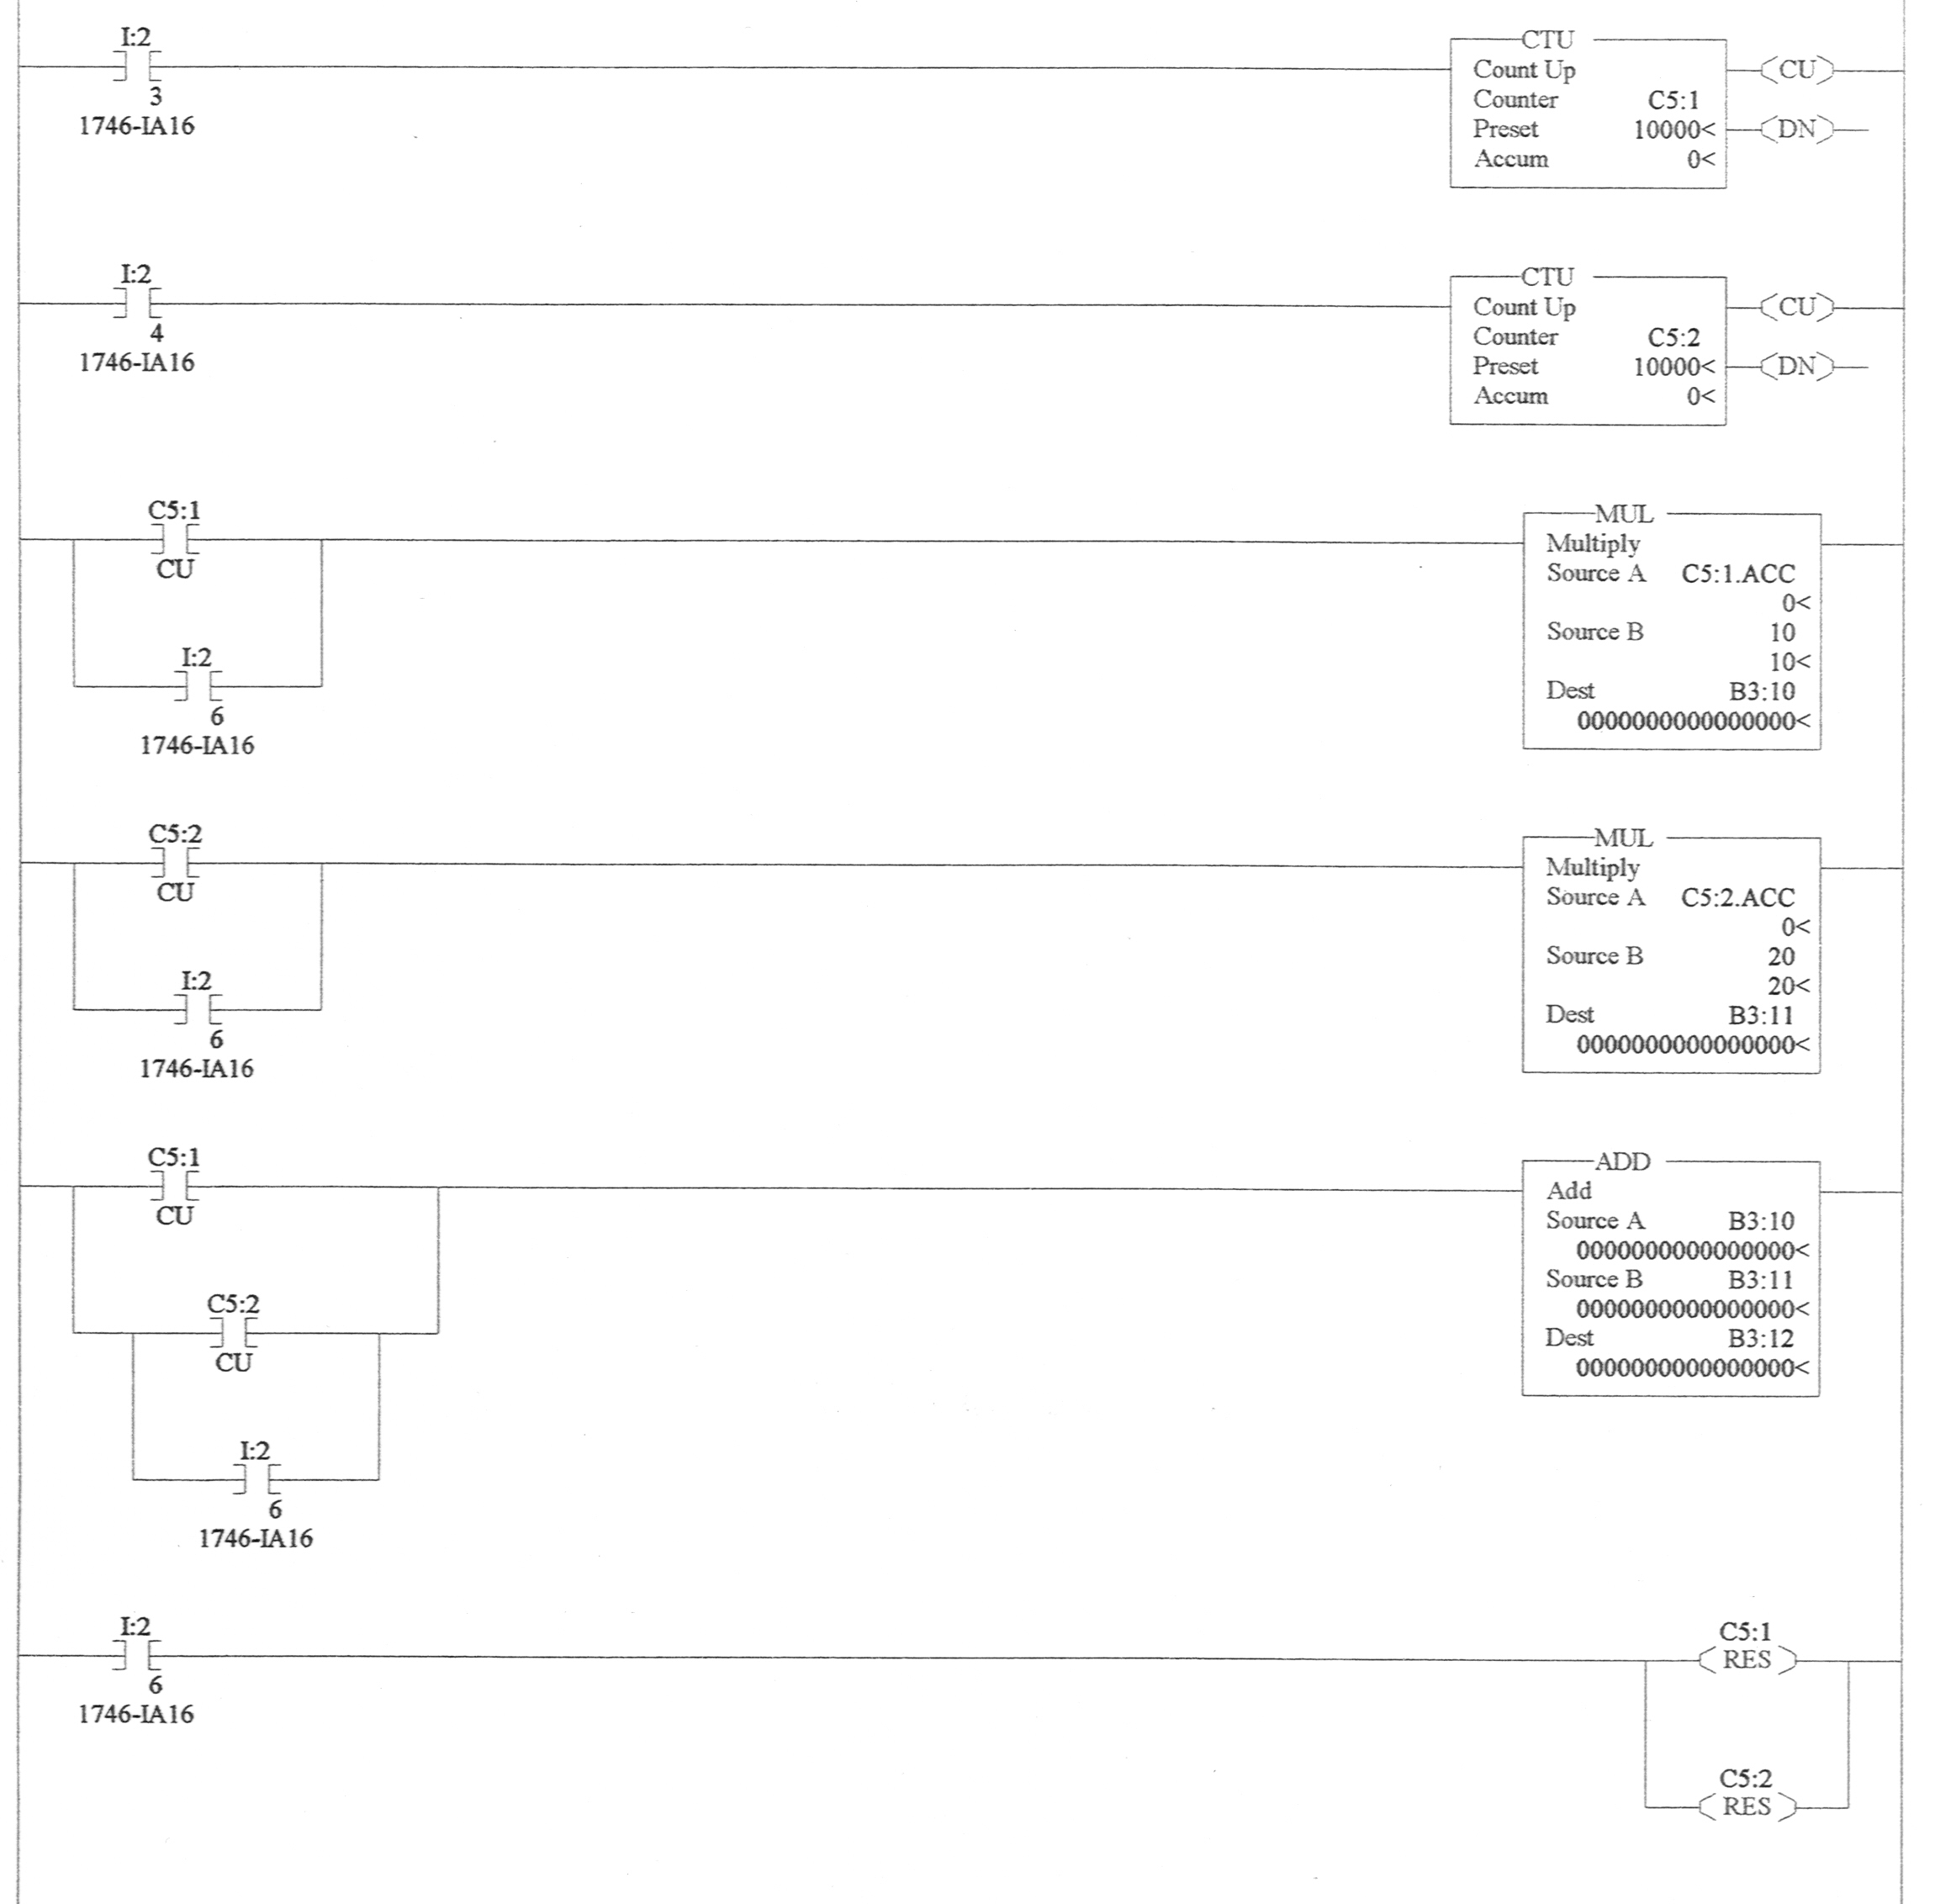 I:2
3
1746-IA16
CTU
Count Up
Counter C5:1
Preset 10000<
Accum 0<
CU
DN
I:2
4
1746-IA16
CTU
Count Up
Counter C5:2
Preset 10000<
Accum 0<
CU
DN
C5:1
CU
I:2
6
1746-IA16
MUL
Multiply
Source A C5:1.ACC
0<
Source B 10
10<
Dest B3:10
0000000000000000<
C5:2
CU
I:2
6
1746-IA16
MUL
Multiply
Source A C5:2.ACC
0<
Source B 20
20<
Dest B3:11
0000000000000000<
C5:1
CU
C5:2
CU
I:2
6
1746-IA16
ADD
Add
Source A B3:10
0000000000000000<
Source B B3:11
0000000000000000<
Dest B3:12
0000000000000000<
I:2
6
1746-IA16
C5:1
RES
C5:2
RES